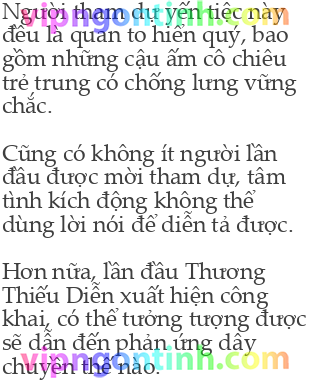 Người tham dự yến tiệc này
vipngontinh.com
đều là quan to hiển quý, bao
gồm những cậu ấm cô chiêu
trẻ trung có chống lưng vững
chắc.
Cũng có không ít người lần
đầu được mời tham dự, tâm
tình kích động không thể
vipngontinh.com
dùng lời nói để diễn tả được.
Hơn nữa, lần đầu Thương
Thiếu Diễn xuất hiện công
khai, có thể tưởng tượng được
sẽ dẫn đến phản ứng dây
vipngontinh.com
chuyền thế nào.